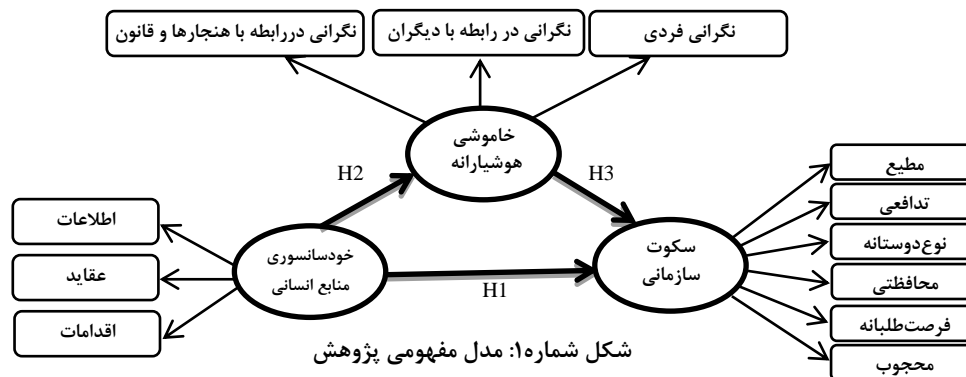 نگرانی فردی
نگرانی در رابطه با دیگران
نگرانی دررابطه با هنجارها و قانون
خاموشی
هوشیارانه
H2
H3
مطیع
تدافعی
نوع‌دوستانه
محافظتی
فرصت‌طلبانه
محجوب
سکوت
سازمانی
خودسانسوری
منابع انسانی
H1
اطلاعات
عقاید
اقدامات
شکل شماره۱: مدل مفهومی پژوهش